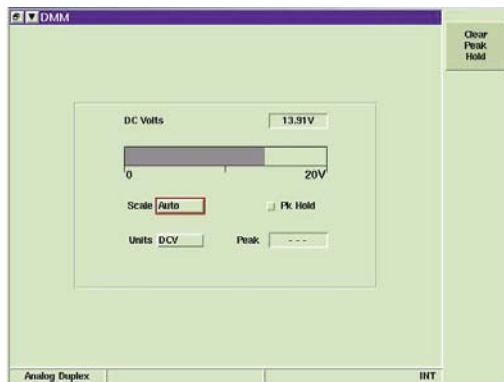 DMM
Clear
Peak
Hold
DC Volts 13.91V
0 20V
Scale Auto Pk Hold
Units DCV Peak - - -
Analog Duplex INT